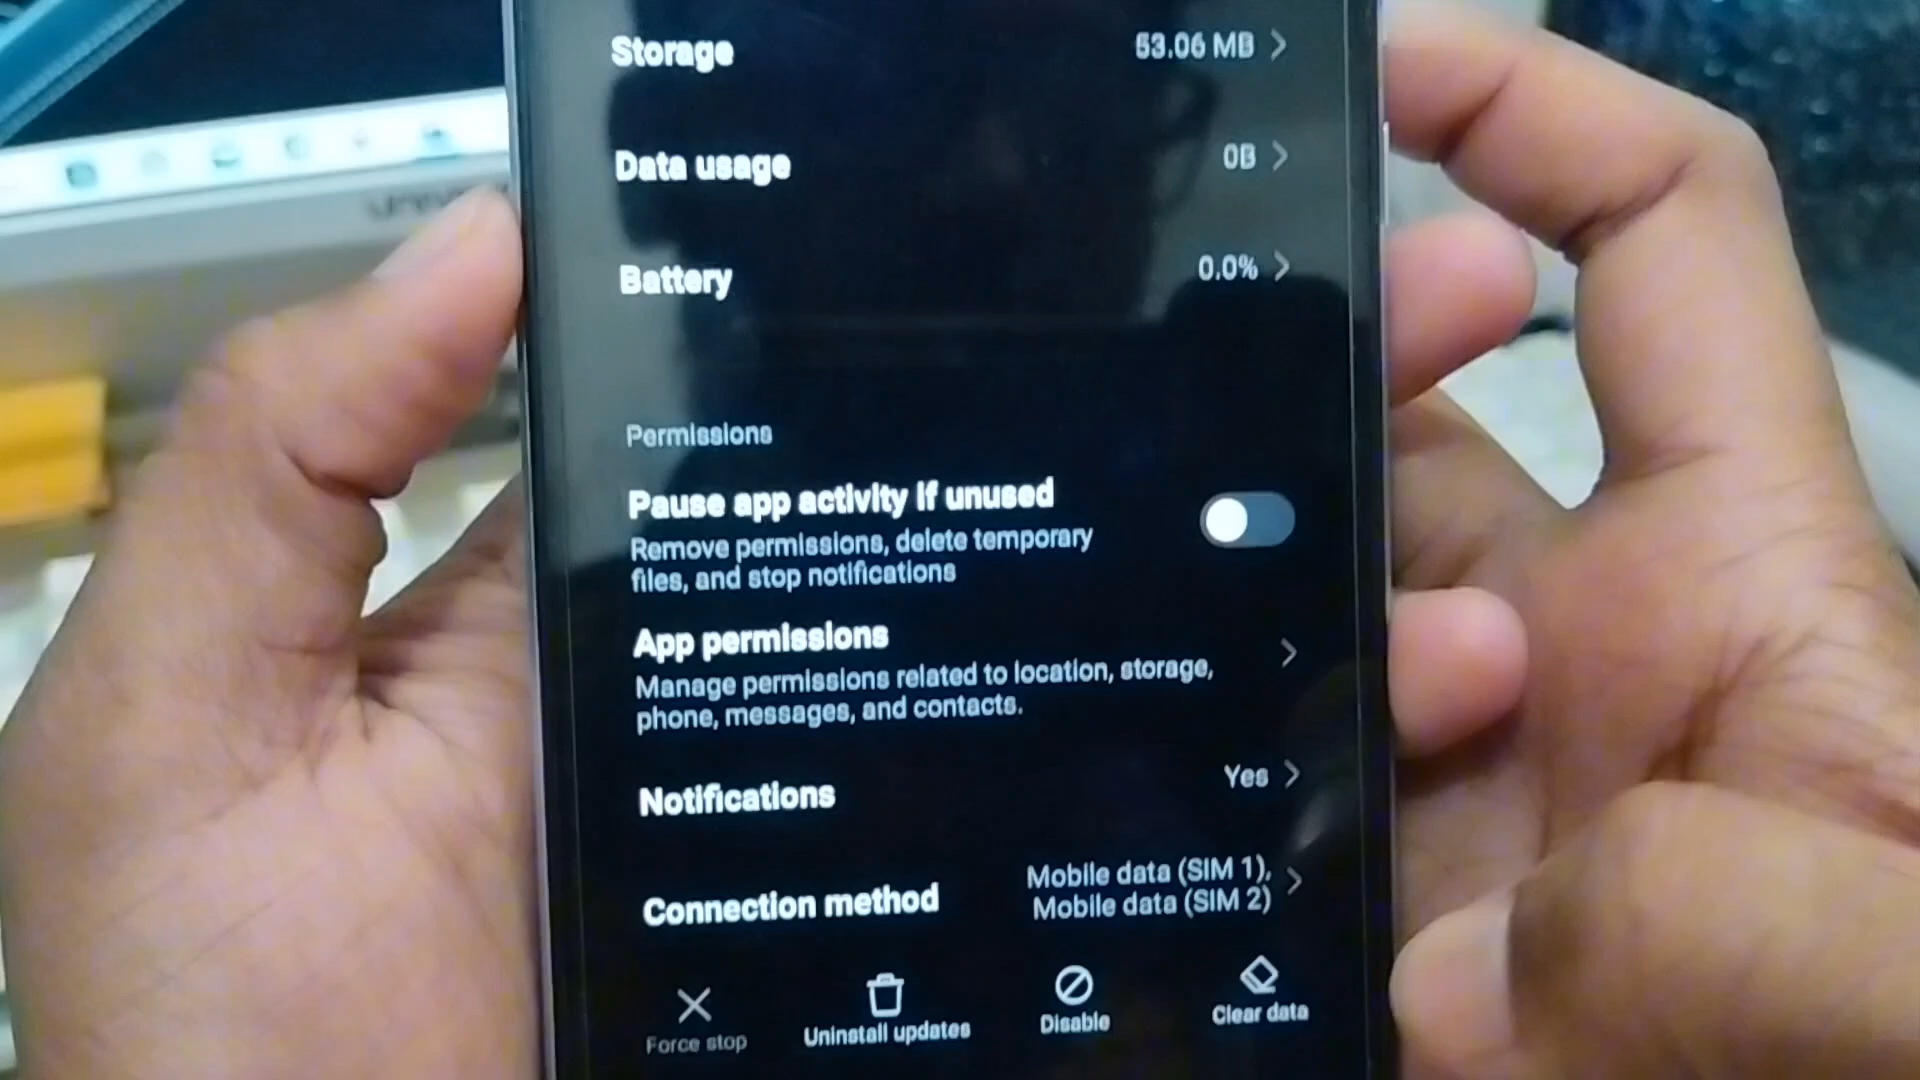 Storage 53.06 MB
Data usage 0B
Battery 0.0%
Permissions
Pause app activity if unused
Remove permissions, delete temporary
files, and stop notifications
App permissions
Manage permissions related to location, storage,
phone, messages, and contacts.
Notifications Yes
Connection method Mobile data (SIM 1),
Mobile data (SIM 2)
Force stop Uninstall updates Disable Clear data